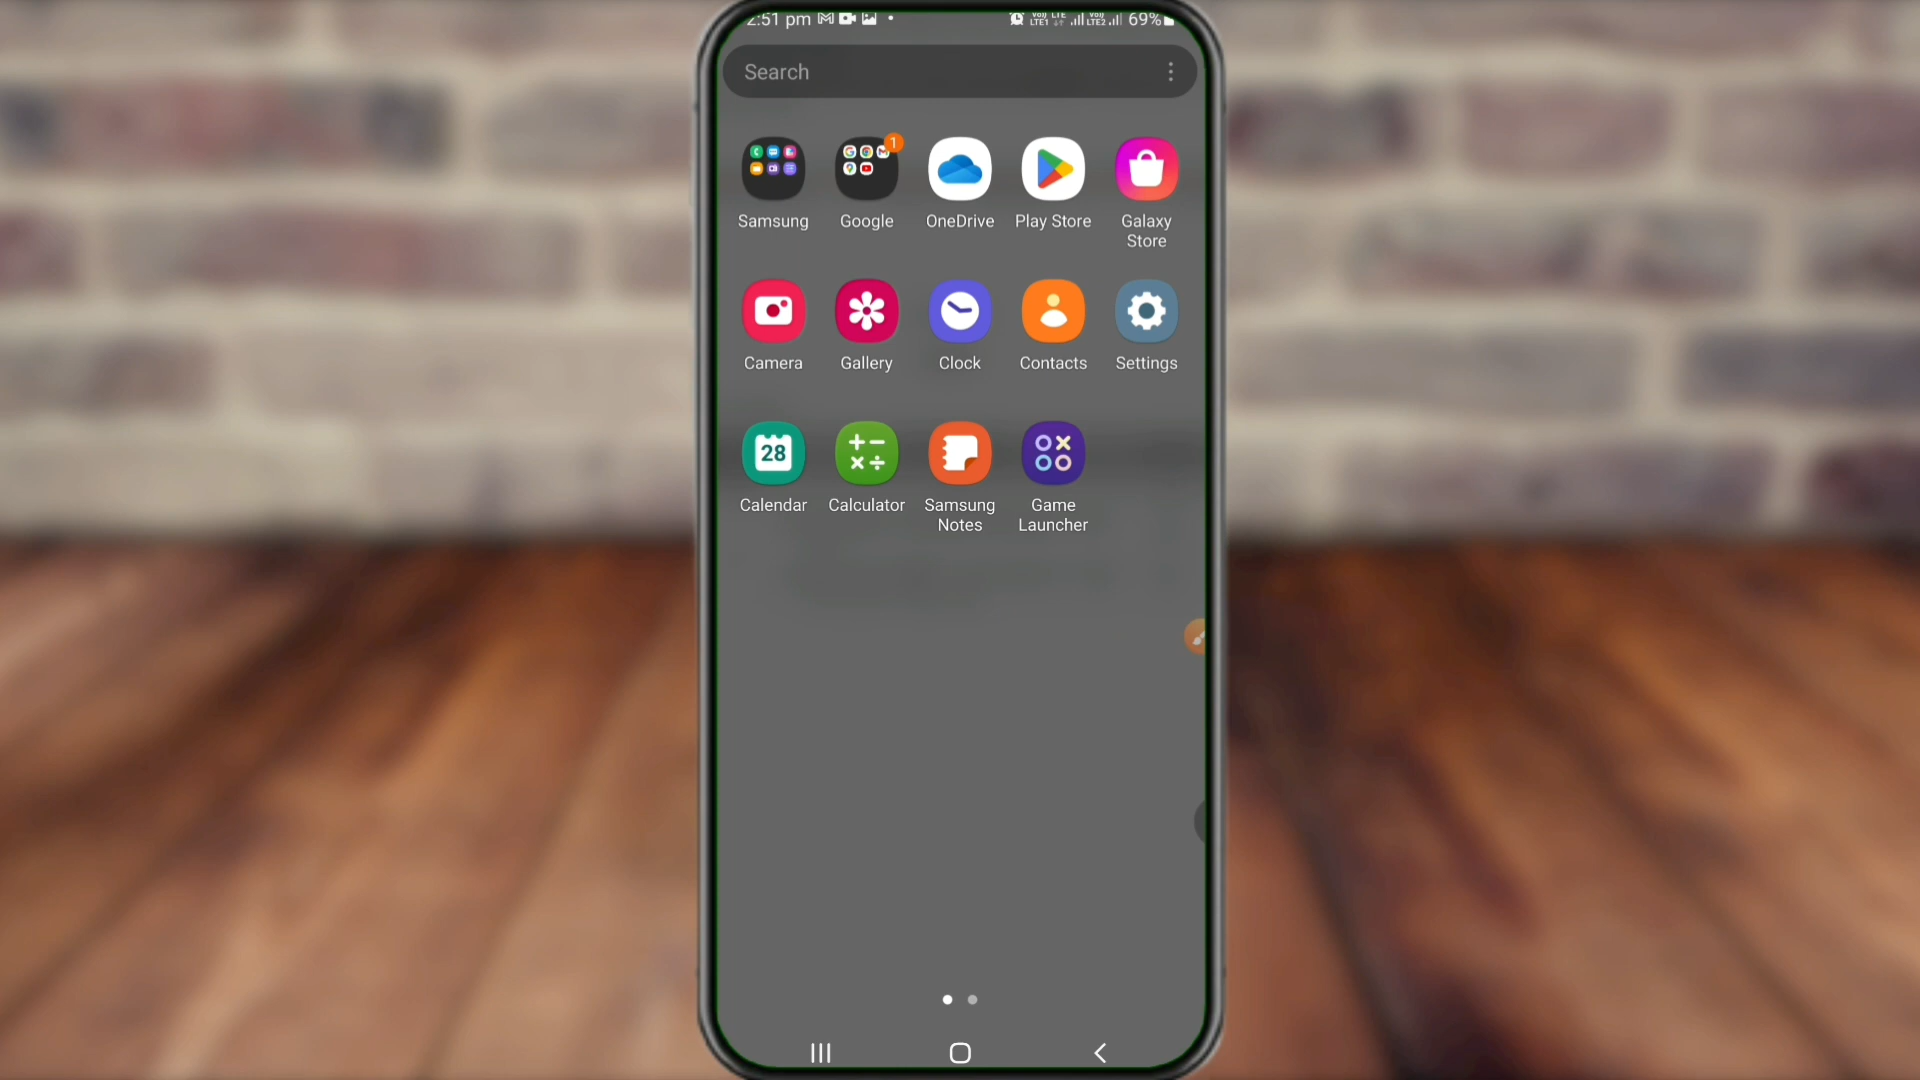 2:51 pm 69%
Search
1
Samsung Google OneDrive Play Store Galaxy Store
Camera Gallery Clock Contacts Settings
28
Calendar Calculator Samsung Notes Game Launcher